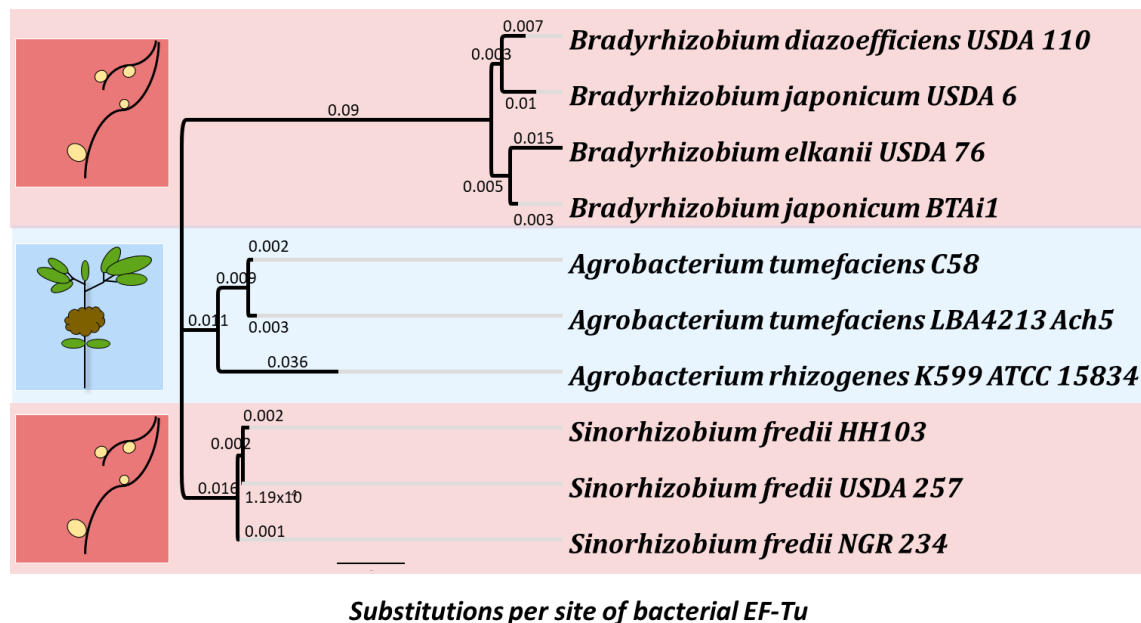 0.007
Bradyrhizobium diazoefficiens USDA 110
0.003
0.01
Bradyrhizobium japonicum USDA 6
0.09
0.015
Bradyrhizobium elkanii USDA 76
0.005
Bradyrhizobium japonicum BTAi1
0.003
0.002
Agrobacterium tumefaciens C58
0.009
0.011
0.003
Agrobacterium tumefaciens LBA4213 Ach5
0.036
Agrobacterium rhizogenes K599 ATCC 15834
0.002
Sinorhizobium fredii HH103
0.002
0.016
1.19x10
Sinorhizobium fredii USDA 257
0.001
Sinorhizobium fredii NGR 234
Substitutions per site of bacterial EF-Tu